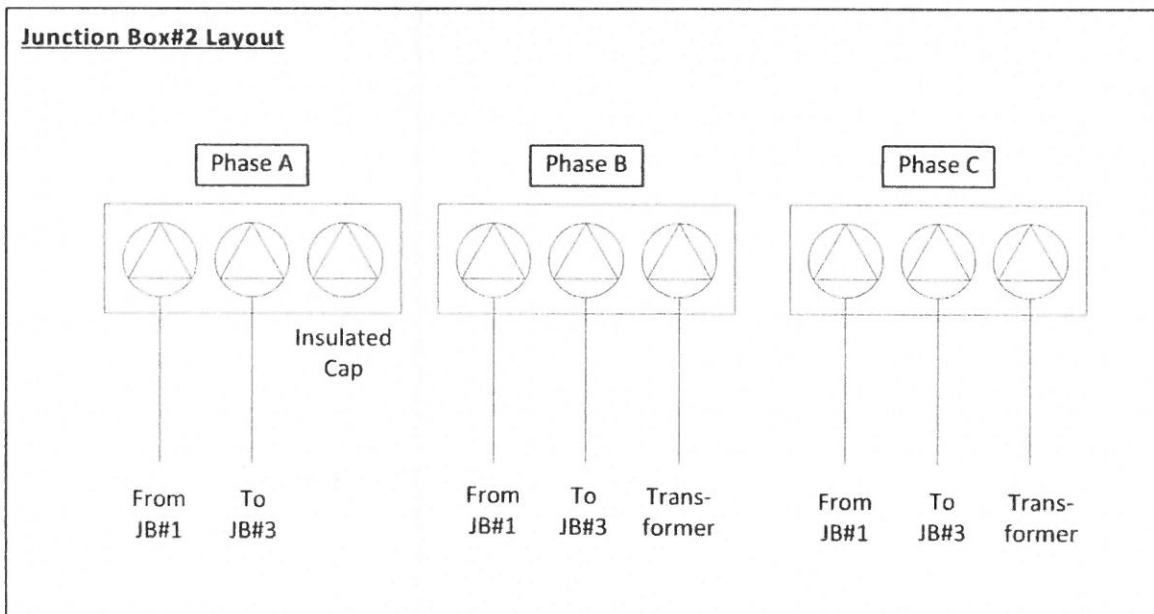 Junction Box#2 Layout
Phase A
Phase B
Phase C
Insulated
Cap
From
JB#1
To
JB#3
From
JB#1
To
JB#3
Trans-
former
From
JB#1
To
JB#3
Trans-
former